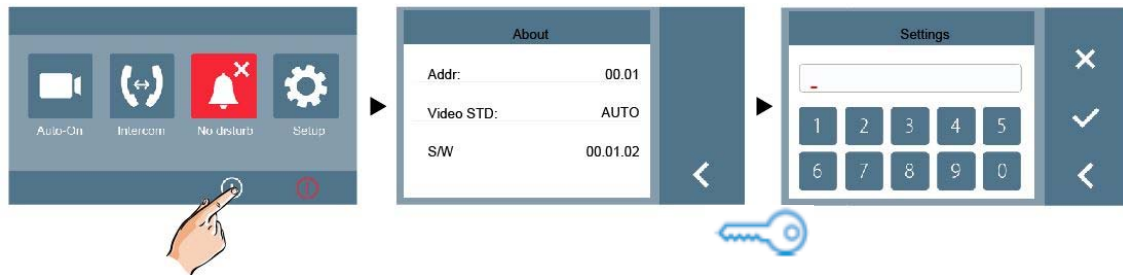 Auto-On
Intercom
No disturb
Setup
About
Addr: 00.01
Video STD: AUTO
S/W 00.01.02
Settings
1 2 3 4 5
6 7 8 9 0